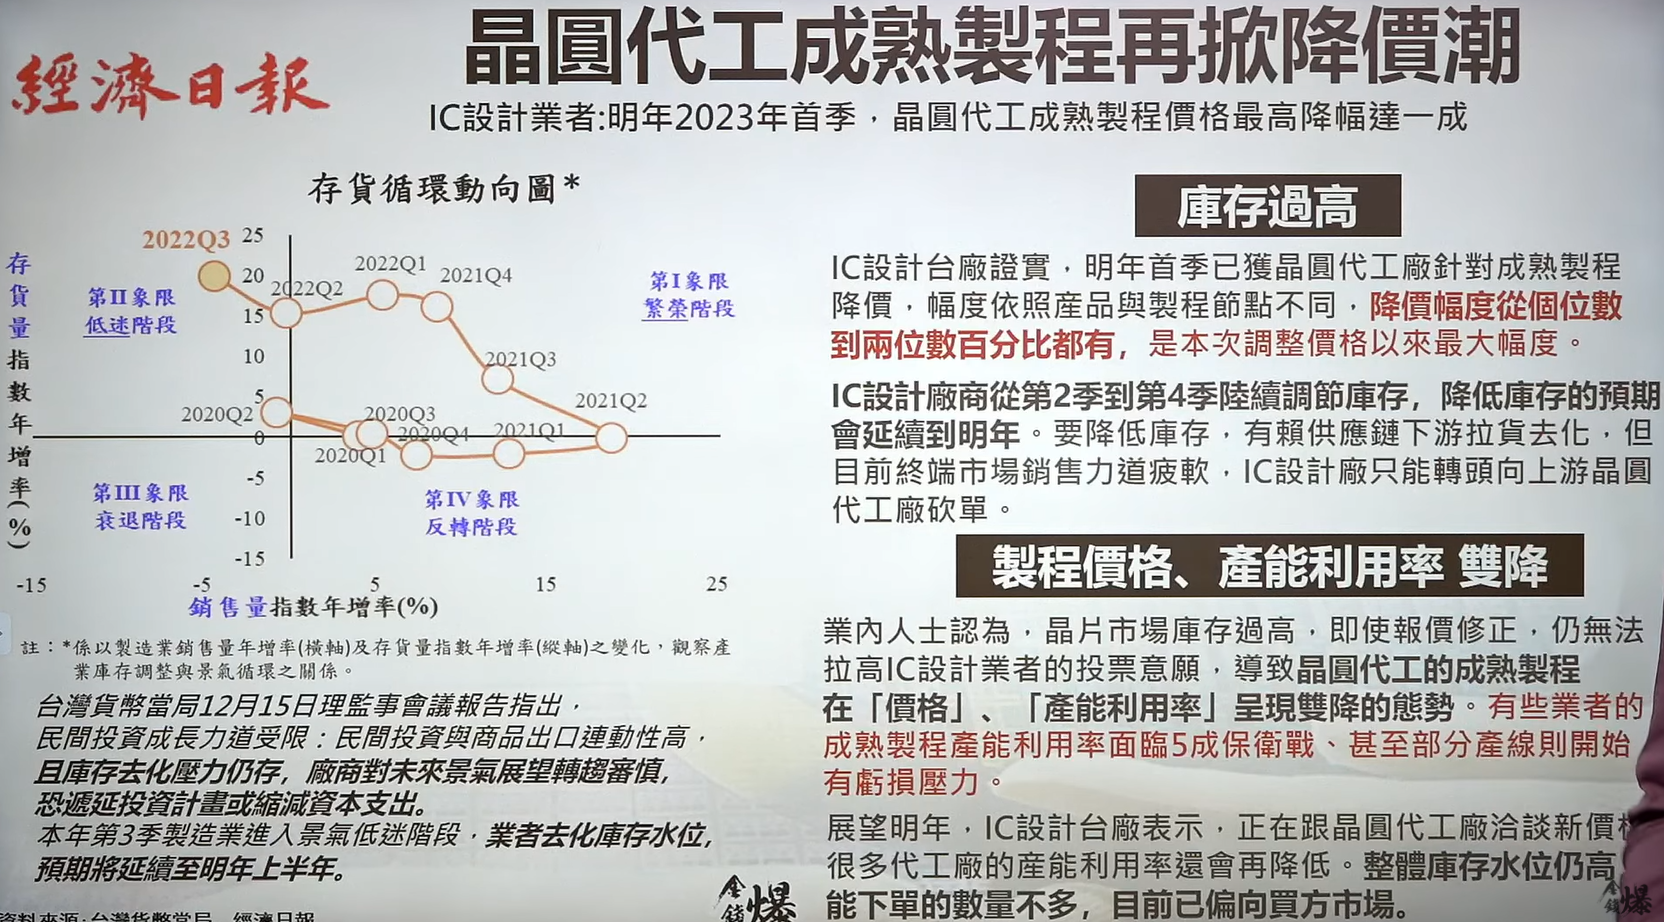 晶圓代工成熟製程再掀降價潮
經濟日報
IC設計業者:明年2023年首季，晶圓代工成熟製程價格最高降幅達一成
存貨循環動向圖*
存貨量指數年增率(%)
25
20
15
10
5
0
-5
-10
-15
2022Q3
2022Q2
2022Q1
2021Q4
2021Q3
2021Q2
2020Q2
2020Q3
2020Q4
2021Q1
2020Q1
第I象限
繁榮階段
第II象限
低迷階段
第III象限
衰退階段
第IV象限
反轉階段
-15
-5
5
15
25
銷售量指數年增率(%)
註：*係以製造業銷售量年增率(橫軸)及存貨量指數年增率(縱軸)之變化，觀察產
業庫存調整與景氣循環之關係。
台灣貨幣當局12月15日理監事會議報告指出，
民間投資成長力道受限：民間投資與商品出口連動性高，
且庫存去化壓力仍存，廠商對未來景氣展望轉趨審慎，
恐遞延投資計畫或縮減資本支出。
本年第3季製造業進入景氣低迷階段，業者去化庫存水位，
預期將延續至明年上半年。
資料來源:台灣貨幣當局、經濟日報
庫存過高
IC設計台廠證實，明年首季已獲晶圓代工廠針對成熟製程
降價，幅度依照產品與製程節點不同，降價幅度從個位數
到兩位數百分比都有，是本次調整價格以來最大幅度。
IC設計廠商從第2季到第4季陸續調節庫存，降低庫存的預期
會延續到明年。要降低庫存，有賴供應鏈下游拉貨去化，但
目前終端市場銷售力道疲軟，IC設計廠只能轉頭向上游晶圓
代工廠砍單。
製程價格、產能利用率 雙降
業內人士認為，晶片市場庫存過高，即使報價修正，仍無法
拉高IC設計業者的投票意願，導致晶圓代工的成熟製程
在「價格」、「產能利用率」呈現雙降的態勢。有些業者的
成熟製程產能利用率面臨5成保衛戰、甚至部分產線則開始
有虧損壓力。
展望明年，IC設計台廠表示，正在跟晶圓代工廠洽談新價格
很多代工廠的產能利用率還會再降低。整體庫存水位仍高
能下單的數量不多，目前已偏向買方市場。
金錢爆
金錢爆